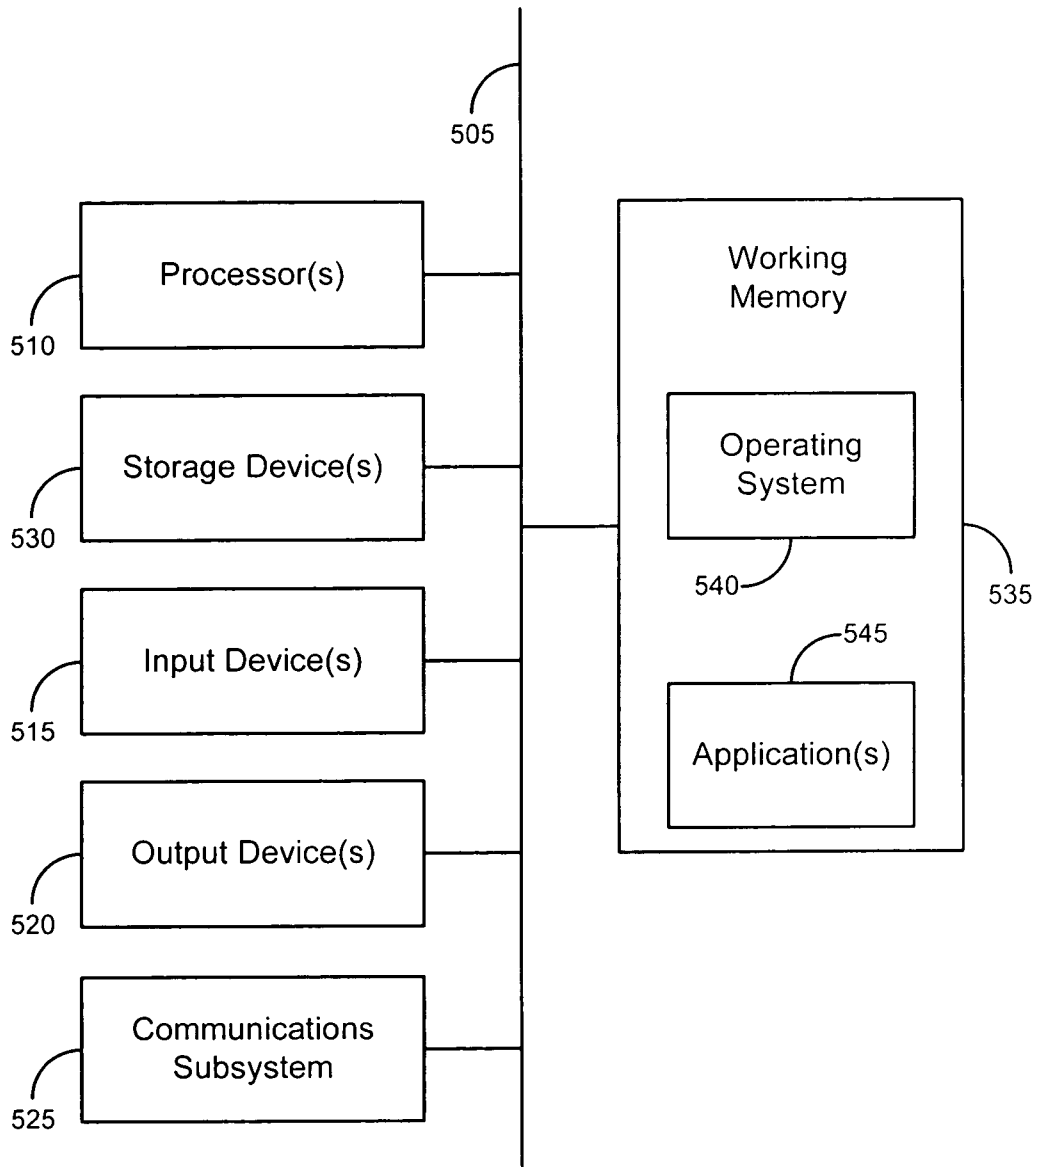 505
Processor(s)
510
Storage Device(s)
530
Input Device(s)
515
Output Device(s)
520
Communications
Subsystem
525
Working
Memory
Operating
System
540
535
545
Application(s)